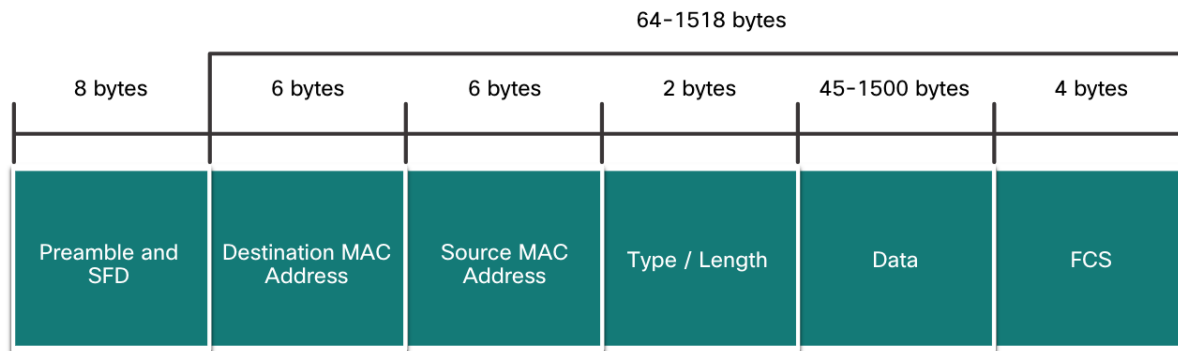 64-1518 bytes
8 bytes
6 bytes
6 bytes
2 bytes
45-1500 bytes
4 bytes
Preamble and
SFD
Destination MAC
Address
Source MAC
Address
Type / Length
Data
FCS